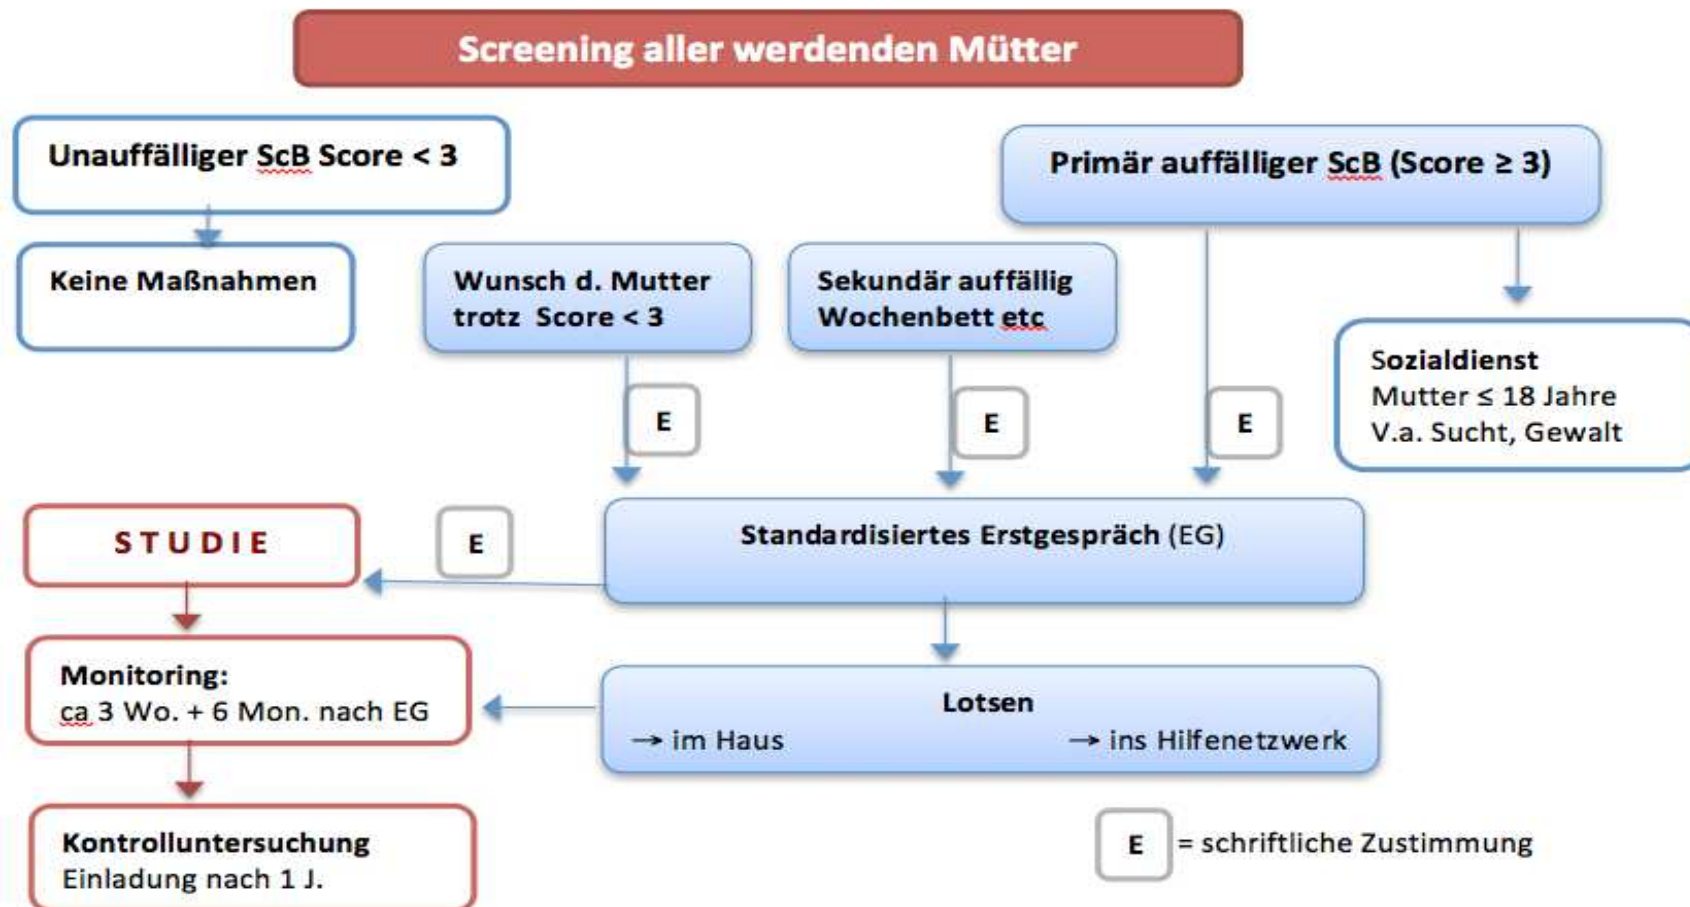 Screening aller werdenden Mütter
Unauffälliger ScB Score < 3
Primär auffälliger ScB (Score ≥ 3)
Keine Maßnahmen
Wunsch d. Mutter
trotz Score < 3
Sekundär auffällig
Wochenbett etc
Sozialdienst
Mutter ≤ 18 Jahre
V.a. Sucht, Gewalt
E
E
E
STUDIE
E
Standardisiertes Erstgespräch (EG)
Monitoring:
ca 3 Wo. + 6 Mon. nach EG
Lotsen
→ im Haus → ins Hilfenetzwerk
Kontrolluntersuchung
Einladung nach 1 J.
E = schriftliche Zustimmung